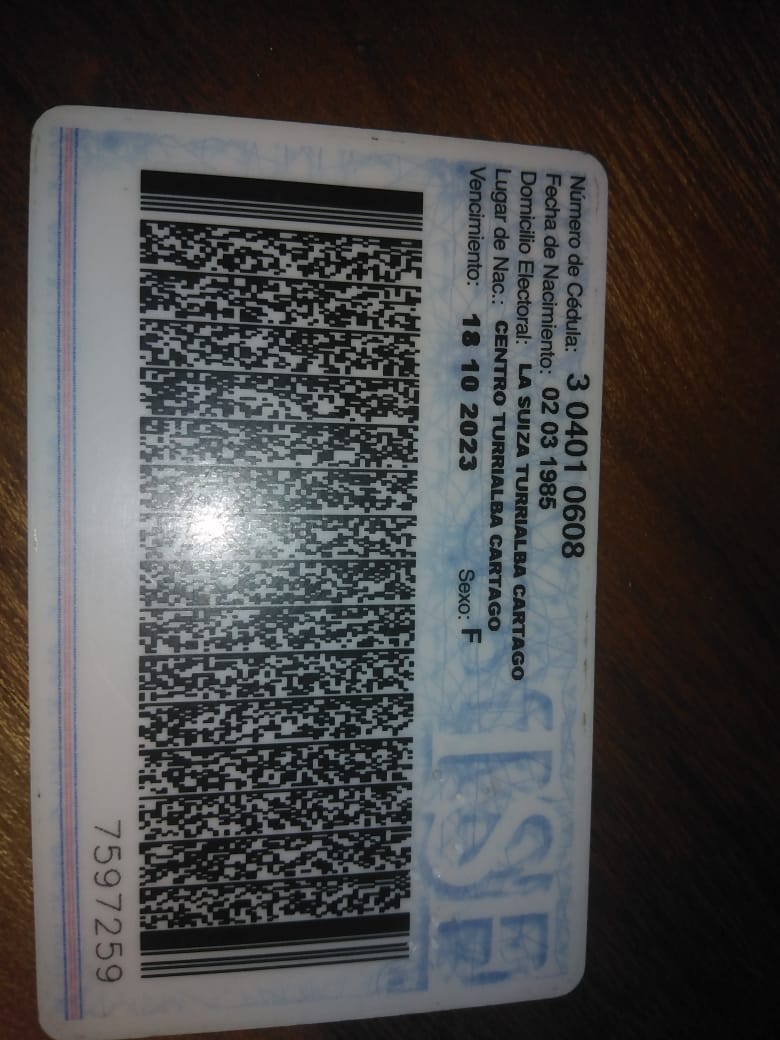 Número de Cédula: 3 0401 0608
Fecha de Nacimiento: 02 03 1985
Domicilio Electoral: LA SUIZA TURRIALBA CARTAGO
Lugar de Nac.: CENTRO TURRIALBA CARTAGO
Vencimiento: 18 10 2023 Sexo: F
TSE
7597259